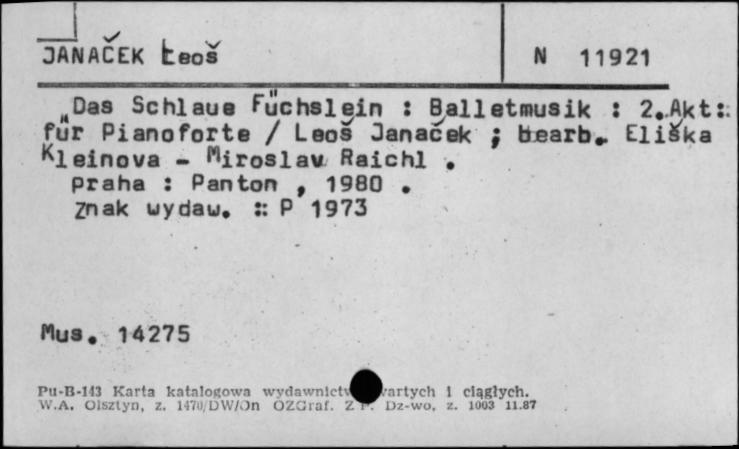 JANAČEK Leoš
N 11921
"Das Schlaue Füchslein : Balletmusik : 2.Akt:
für Pianoforte / Leoš Janaček ; bearb. Eliška
Kleinova - Miroslav Raichl .
Praha : Panton , 1980 .
Znak wydaw. : P 1973
Mus. 14275
Pu-B-143 Karta katalogowa wydawnictw wartych i ciągłych.
W.A. Olsztyn, z. 1470/DW/On OZGraf. Z P. Dz-wo, z. 1003 11.87